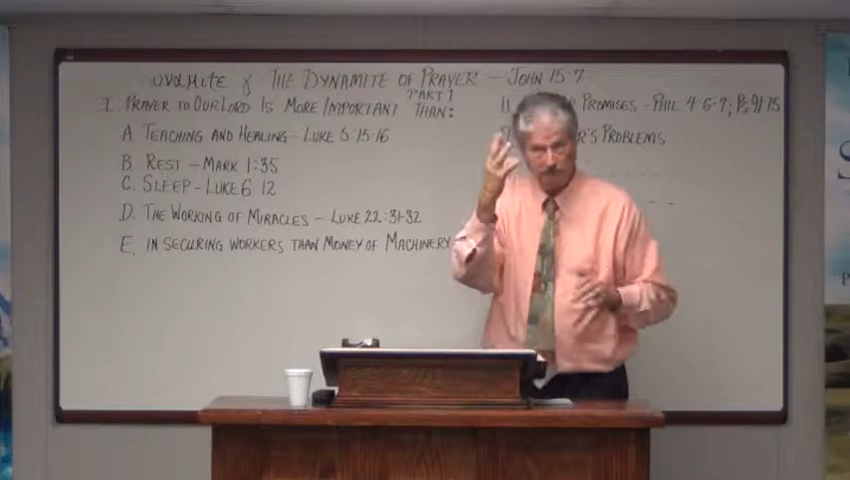 & THE DYNAMITE OF PRAYER — JOHN 15:7
PART 1
I. PRAYER TO OUR LORD IS MORE IMPORTANT THAN:
A. TEACHING AND HEALING – LUKE 5:15-16
B. REST – MARK 1:35
C. SLEEP – LUKE 6 12
D. THE WORKING OF MIRACLES – LUKE 22:31-32
E. IN SECURING WORKERS THAN MONEY OF MACHINERY
II PROMISES – PHIL 4:6-7; PS 91:15
R'S PROBLEMS